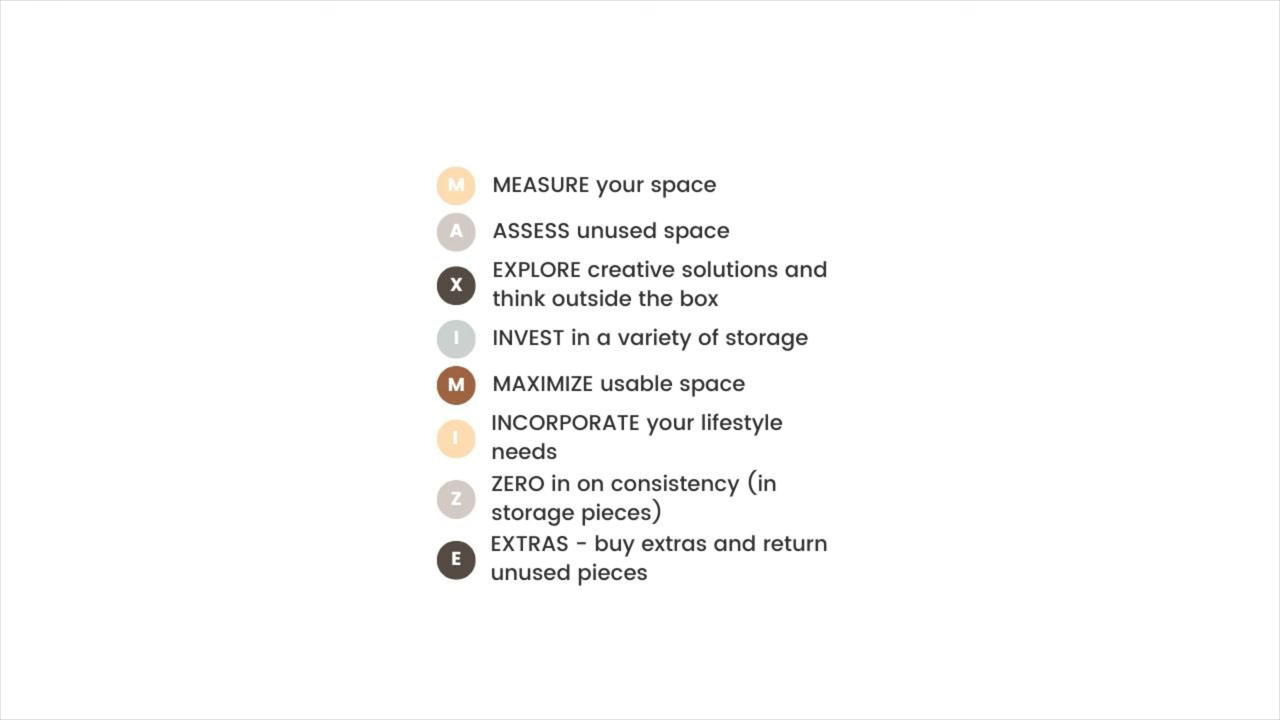 M MEASURE your space
A ASSESS unused space
X EXPLORE creative solutions and
think outside the box
I INVEST in a variety of storage
M MAXIMIZE usable space
I INCORPORATE your lifestyle
needs
Z ZERO in on consistency (in
storage pieces)
E EXTRAS - buy extras and return
unused pieces